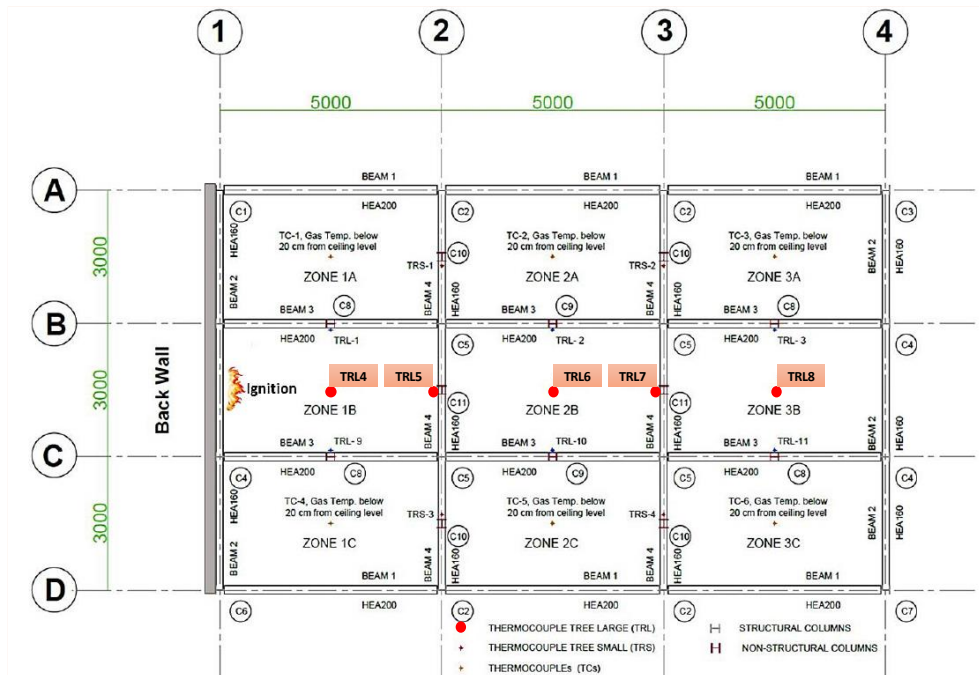 1 2 3 4
5000 5000 5000
A
BEAM 1 BEAM 1 BEAM 1
HEA200 HEA200 HEA200
C1 C2 C2 C3
HEA160 BEAM 2
TC-1, Gas Temp. below
20 cm from ceiling level
TC-2, Gas Temp. below
20 cm from ceiling level
TC-3, Gas Temp. below
20 cm from ceiling level
BEAM 2 HEA160
C10 C10
TRS-1 TRS-2
ZONE 1A ZONE 2A ZONE 3A
BEAM 4 HEA160 BEAM 4 HEA160
3000
BEAM 3 C8 BEAM 3 C9 BEAM 3 C8
B
HEA200 TRL-1 HEA200 TRL- 2 HEA200 TRL- 3
C5 C5 C4
TRL4 TRL5 TRL6 TRL7 TRL8
Back Wall
Ignition
3000
C11 C11
ZONE 1B ZONE 2B ZONE 3B
BEAM 4 HEA160 BEAM 4 HEA160 HEA160
BEAM 3 TRL- 9 BEAM 3 TRL-10 BEAM 3 TRL-11
C
HEA200 C8 HEA200 C9 HEA200 C8
C4 C5 C5 C4
HEA160 BEAM 2
TC-4, Gas Temp. below
20 cm from ceiling level
TC-5, Gas Temp. below
20 cm from ceiling level
TC-6, Gas Temp. below
20 cm from ceiling level
BEAM 2 HEA160
TRS-3 TRS-4
3000
C10 C10
ZONE 1C ZONE 2C ZONE 3C
BEAM 4 HEA160 BEAM 4 HEA160
BEAM 1 BEAM 1 BEAM 1
D
HEA200 HEA200 HEA200
C6 C2 C2 C7
THERMOCOUPLE TREE LARGE (TRL)
THERMOCOUPLE TREE SMALL (TRS)
THERMOCOUPLEs (TCs)
STRUCTURAL COLUMNS
NON-STRUCTURAL COLUMNS